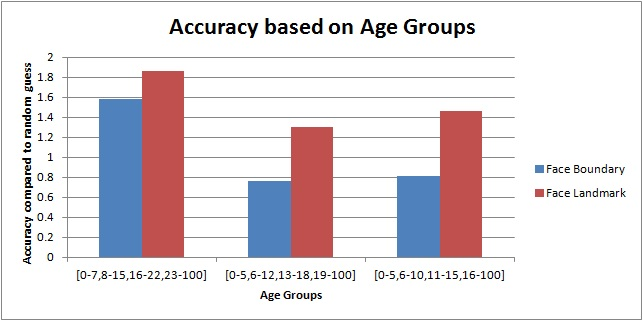 Accuracy based on Age Groups
Accuracy compared to random guess
2
1.8
1.6
1.4
1.2
1
0.8
0.6
0.4
0.2
0
[0-7,8-15,16-22,23-100] [0-5,6-12,13-18,19-100] [0-5,6-10,11-15,16-100]
Age Groups
Face Boundary
Face Landmark